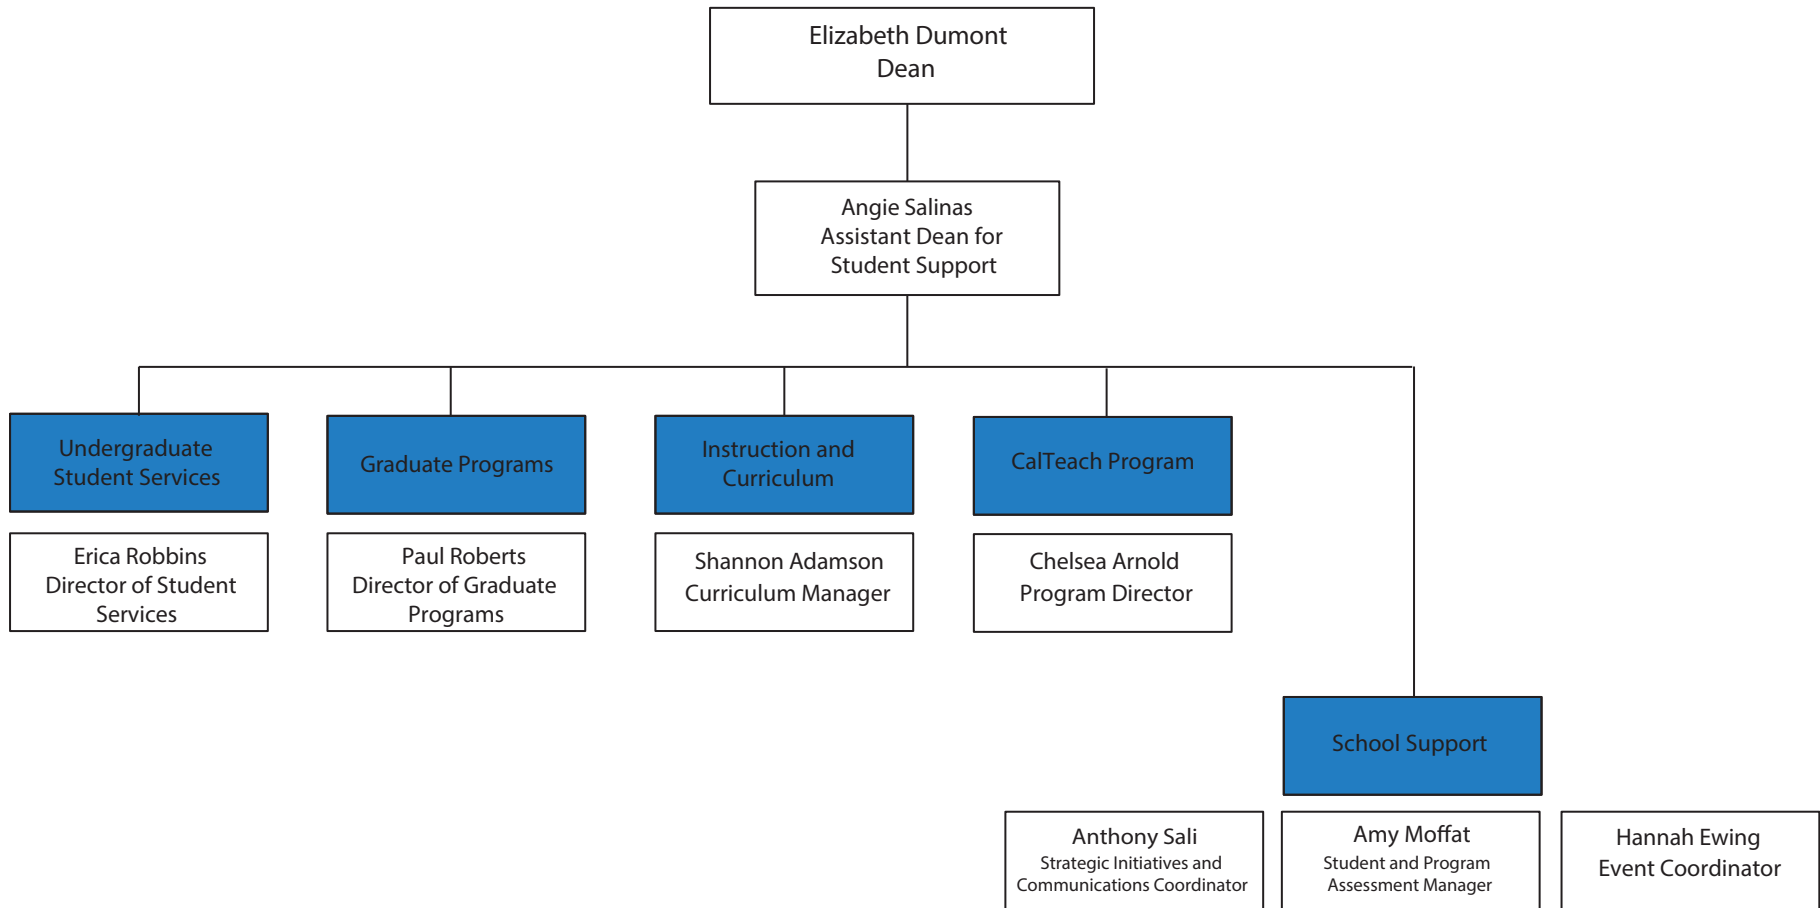 Elizabeth Dumont
Dean
Angie Salinas
Assistant Dean for
Student Support
Undergraduate
Student Services
Graduate Programs
Instruction and
Curriculum
CalTeach Program
Erica Robbins
Director of Student
Services
Paul Roberts
Director of Graduate
Programs
Shannon Adamson
Curriculum Manager
Chelsea Arnold
Program Director
School Support
Anthony Sali
Strategic Initiatives and
Communications Coordinator
Amy Moffat
Student and Program
Assessment Manager
Hannah Ewing
Event Coordinator